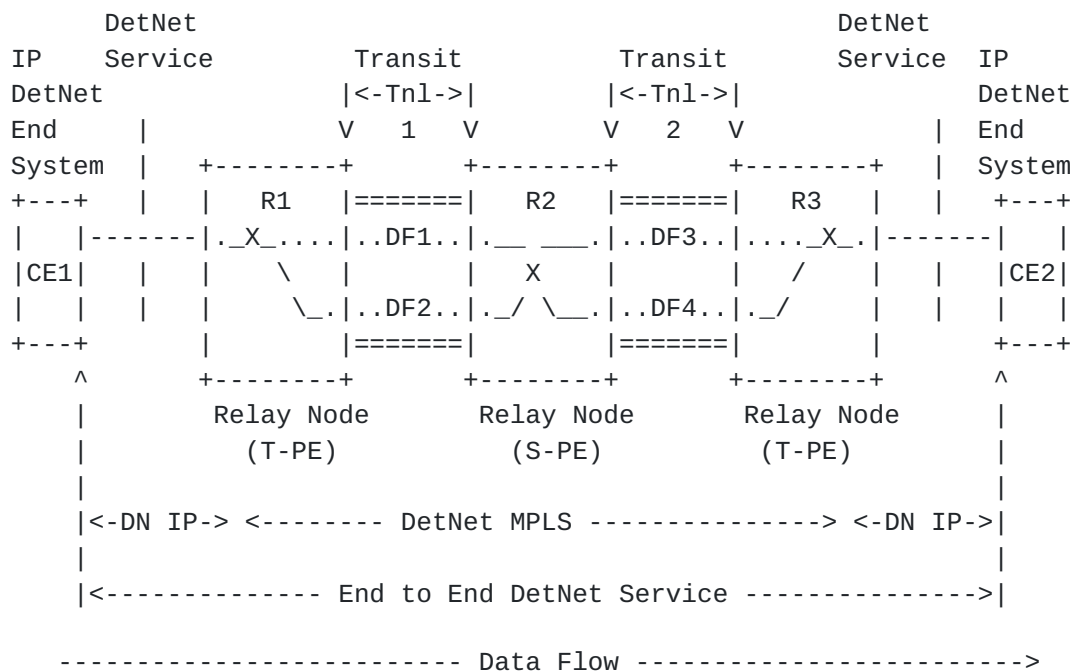 DetNet DetNet
IP Service Transit Transit Service IP
DetNet |<-Tnl->| |<-Tnl->| DetNet
End | V 1 V V 2 V | End
System | +--------+ +--------+ +--------+ | System
+---+ | | R1 |=======| R2 |=======| R3 | | +---+
| |-------|._X_....|..DF1..|.__ ___.|..DF3..|...._X_.|-------| |
|CE1| | | \ | | X | | / | | |CE2|
| | | | \_.|..DF2..|._/ \__.|..DF4..|._/ | | | |
+---+ | |=======| |=======| | +---+
^ +--------+ +--------+ +--------+ ^
| Relay Node Relay Node Relay Node |
| (T-PE) (S-PE) (T-PE) |
| |
|<-DN IP-> <-------- DetNet MPLS ---------------> <-DN IP->|
| |
|<-------------- End to End DetNet Service --------------->|
-------------------------- Data Flow ------------------------->